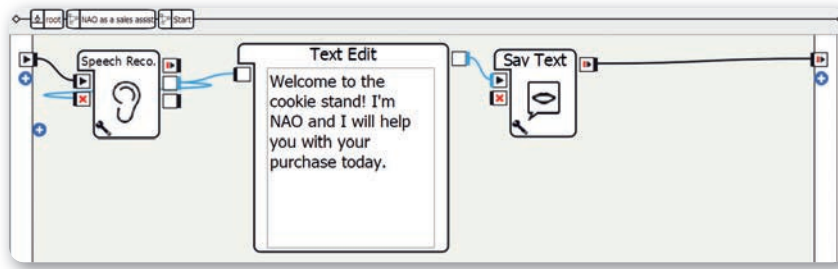 root NAO as a sales assist Start
Speech Reco.
Text Edit
Welcome to the
cookie stand! I'm
NAO and I will help
you with your
purchase today.
Say Text